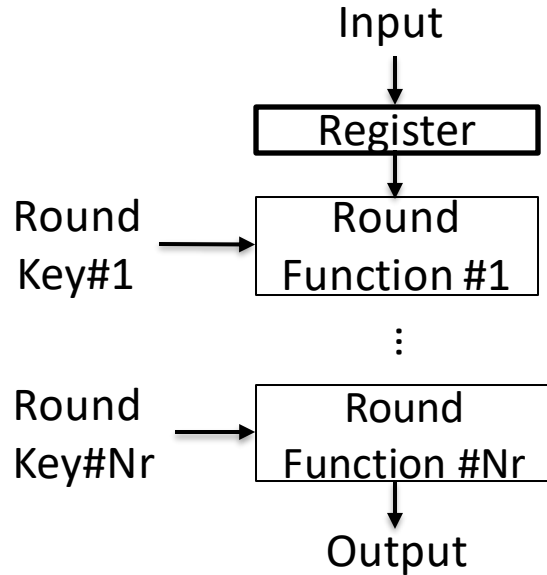 Input
Register
Round
Key#1
Round
Function #1
⋮
Round
Key#Nr
Round
Function #Nr
Output